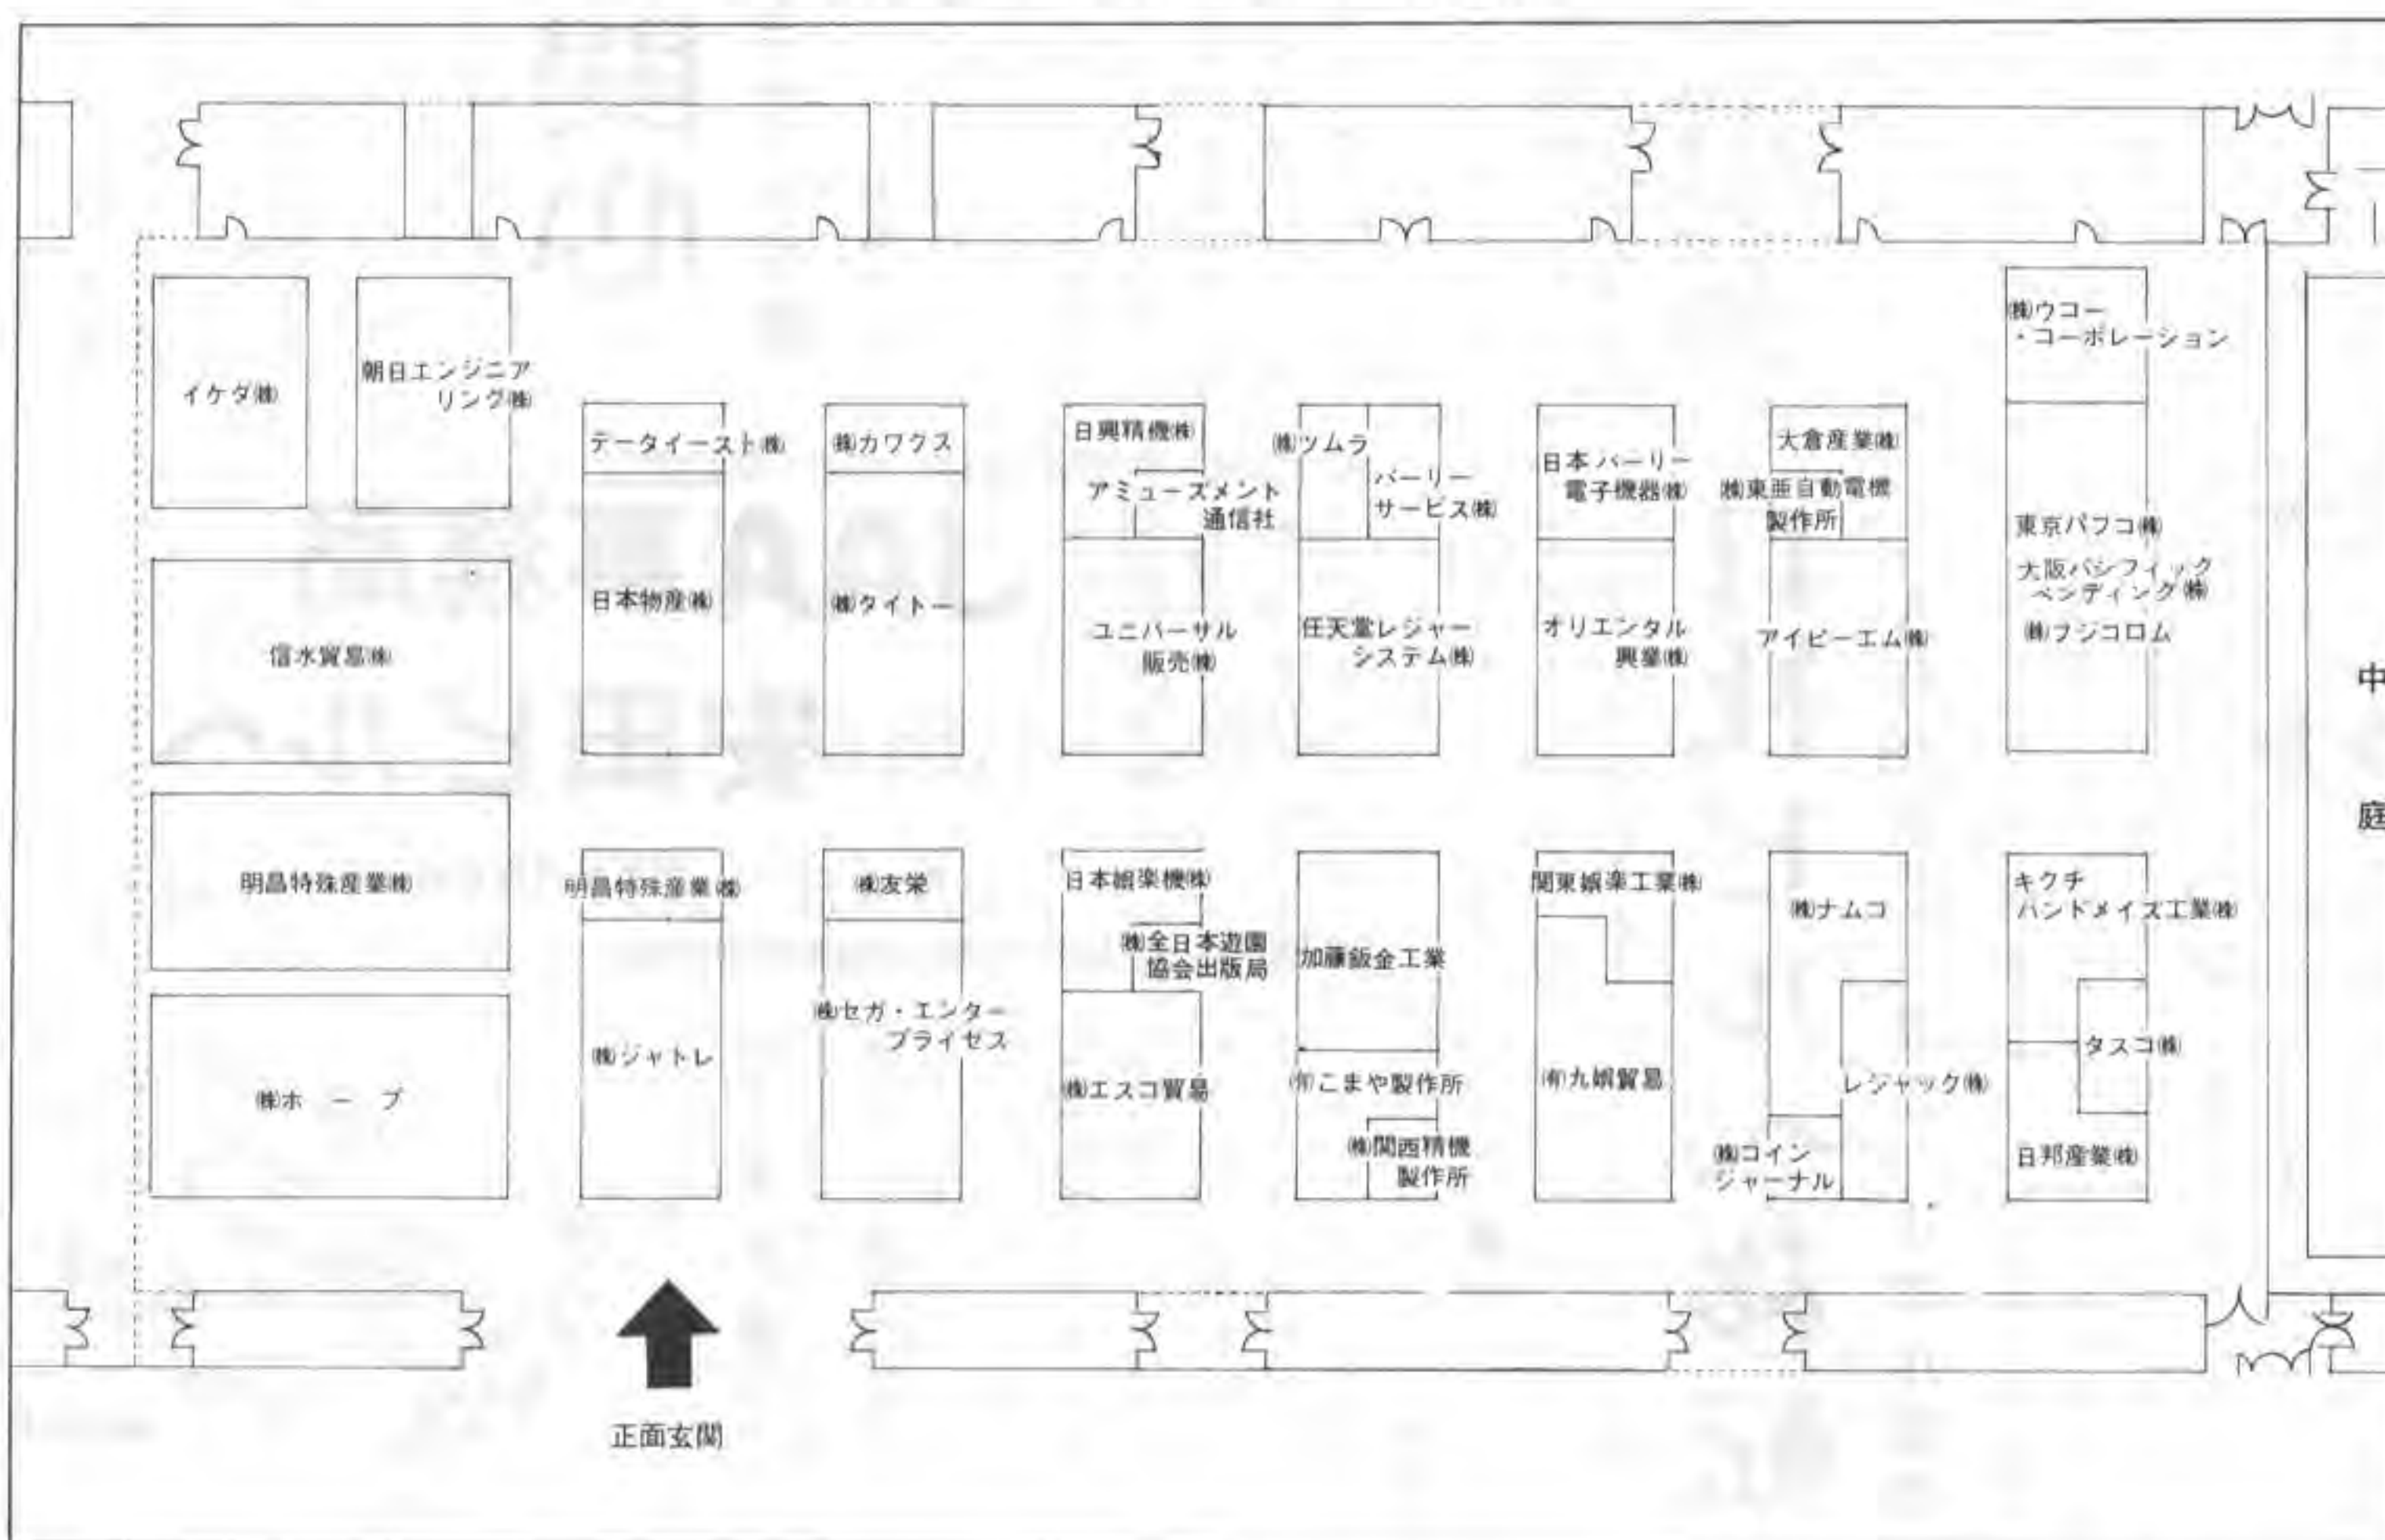 イケダ㈱
朝日エンジニア
リング㈱
データイースト㈱
㈱カワクス
日興精機㈱
アミューズメント
通信社
㈱ツムラ
バーリー
サービス㈱
日本バーリー
電子機器㈱
大倉産業㈱
㈱東亜自動電機
製作所
㈱ウコー
・コーポレーション
信水貿易㈱
日本物産㈱
㈱タイトー
ユニバーサル
販売㈱
任天堂レジャー
システム㈱
オリエンタル
興業㈱
アイピーエム㈱
東京パブコ㈱
大阪パシフィック
ベンディング㈱
㈱フジコロム
中
庭
明昌特殊産業㈱
明昌特殊産業㈱
㈱友栄
日本娯楽機㈱
㈱全日本遊園
協会出版局
加藤鈑金工業
関東娯楽工業㈱
㈱ナムコ
キクチ
ハンドメイズ工業㈱
㈱ホープ
㈱ジャトレ
㈱セガ・エンター
プライセス
㈱エスコ貿易
㈲こまや製作所
㈱関西精機
製作所
㈲九娯貿易
レジャック㈱
㈱コイン
ジャーナル
タスコ㈱
日邦産業㈱
正面玄関